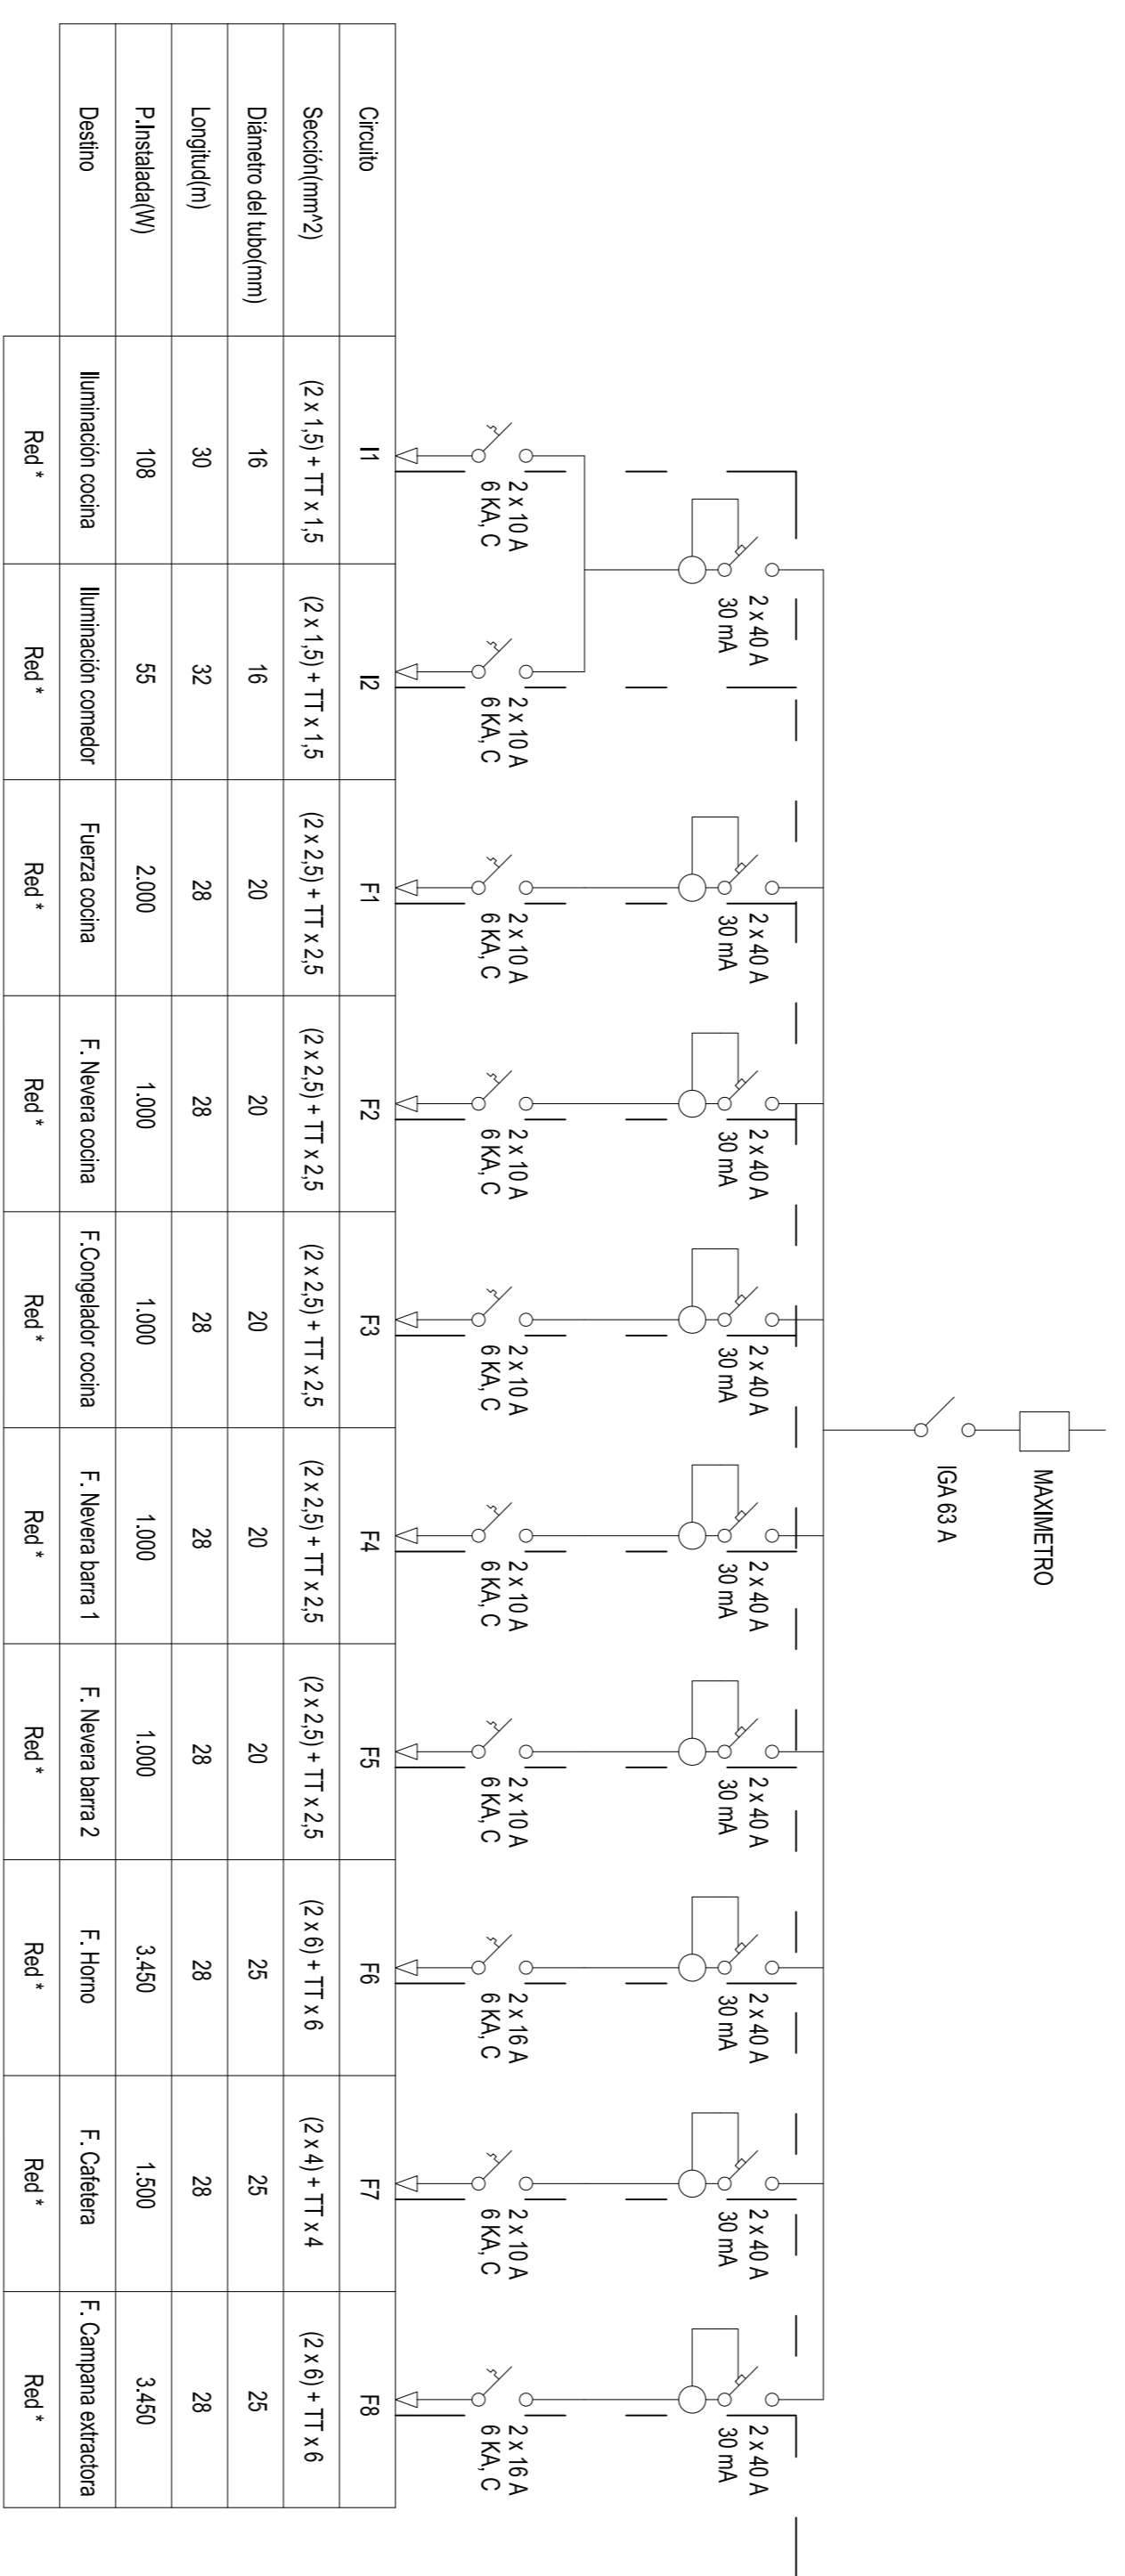 MAXIMETRO
IGA 63 A
2 x 40 A
30 mA
2 x 40 A
30 mA
2 x 40 A
30 mA
2 x 40 A
30 mA
2 x 40 A
30 mA
2 x 40 A
30 mA
2 x 40 A
30 mA
2 x 40 A
30 mA
2 x 40 A
30 mA
2 x 10 A
6 KA, C
2 x 10 A
6 KA, C
2 x 10 A
6 KA, C
2 x 10 A
6 KA, C
2 x 10 A
6 KA, C
2 x 10 A
6 KA, C
2 x 10 A
6 KA, C
2 x 16 A
6 KA, C
2 x 10 A
6 KA, C
2 x 16 A
6 KA, C
Circuito I1 I2 F1 F2 F3 F4 F5 F6 F7 F8
Sección(mm^2) (2 x 1,5) + TT x 1,5 (2 x 1,5) + TT x 1,5 (2 x 2,5) + TT x 2,5 (2 x 2,5) + TT x 2,5 (2 x 2,5) + TT x 2,5 (2 x 2,5) + TT x 2,5 (2 x 2,5) + TT x 2,5 (2 x 6) + TT x 6 (2 x 4) + TT x 4 (2 x 6) + TT x 6
Diámetro del tubo(mm) 16 16 20 20 20 20 20 25 25 25
Longitud(m) 30 32 28 28 28 28 28 28 28 28
P.Instalada(W) 108 55 2.000 1.000 1.000 1.000 1.000 3.450 1.500 3.450
Destino Iluminación cocina Iluminación comedor Fuerza cocina F. Nevera cocina F.Congelador cocina F. Nevera barra 1 F. Nevera barra 2 F. Horno F. Cafetera F. Campana extractora
Red * Red * Red * Red * Red * Red * Red * Red * Red * Red *